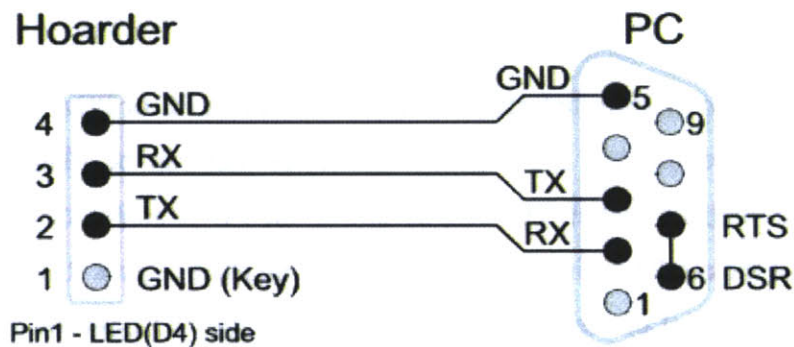 Hoarder PC
GND
4 GND 5
9
RX
3 TX
TX
2 RX RTS
1 GND (Key) 6 DSR
1
Pin1 - LED(D4) side